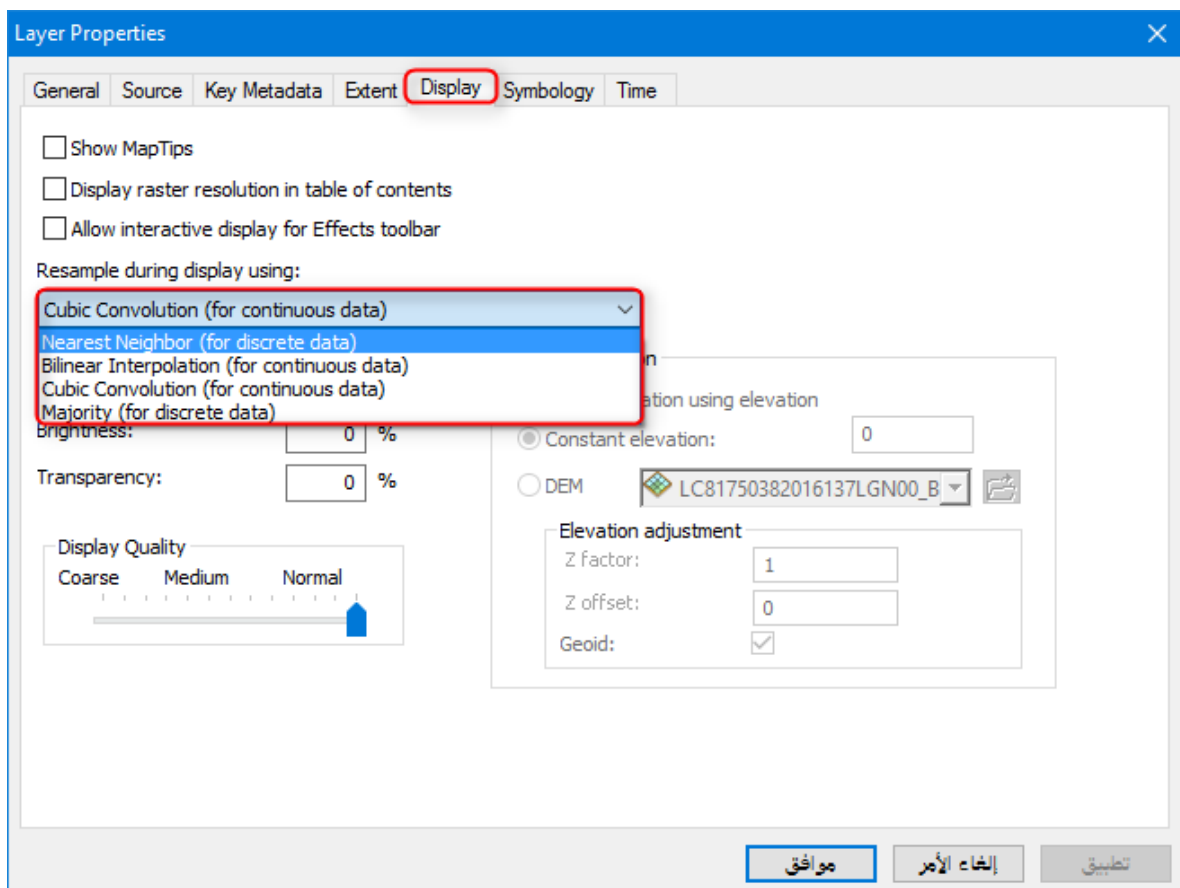 Layer Properties
General Source Key Metadata Extent Display Symbology Time
Show MapTips
Display raster resolution in table of contents
Allow interactive display for Effects toolbar
Resample during display using:
Cubic Convolution (for continuous data)
Nearest Neighbor (for discrete data)
Bilinear Interpolation (for continuous data)
Cubic Convolution (for continuous data)
Majority (for discrete data)
Brightness: 0 %
Transparency: 0 %
Display Quality
Coarse Medium Normal
using elevation
Constant elevation: 0
DEM LC81750382016137LGN00_B
Elevation adjustment
Z factor: 1
Z offset: 0
Geoid:
موافق إلغاء الأمر تطبيق